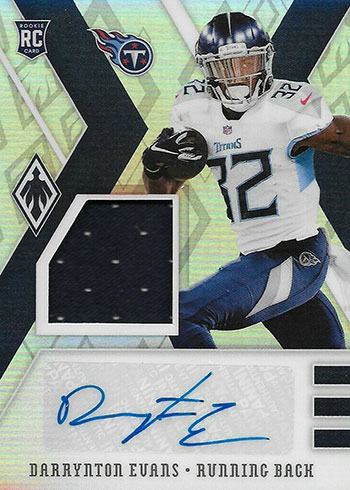 ROOKIE
RC
CARD
32
TITANS
32
DARRYNTON EVANS • RUNNING BACK